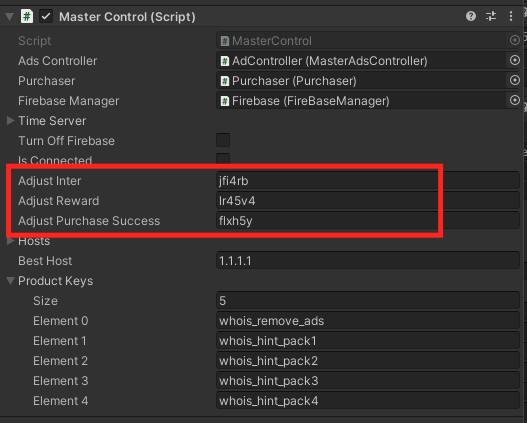 Master Control (Script)
Script MasterControl
Ads Controller AdController (MasterAdsController)
Purchaser Purchaser (Purchaser)
Firebase Manager Firebase (FireBaseManager)
Time Server
Turn Off Firebase
Is Connected
Adjust Inter jfi4rb
Adjust Reward lr45v4
Adjust Purchase Success flxh5y
Hosts
Best Host 1.1.1.1
Product Keys
Size 5
Element 0 whois_remove_ads
Element 1 whois_hint_pack1
Element 2 whois_hint_pack2
Element 3 whois_hint_pack3
Element 4 whois_hint_pack4